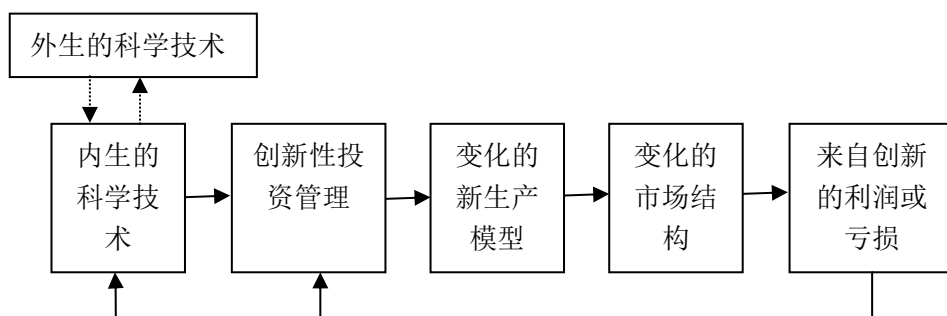 外生的科学技术
内生的
科学技
术
创新性投
资管理
变化的
新生产
模型
变化的
市场结
构
来自创新
的利润或
亏损